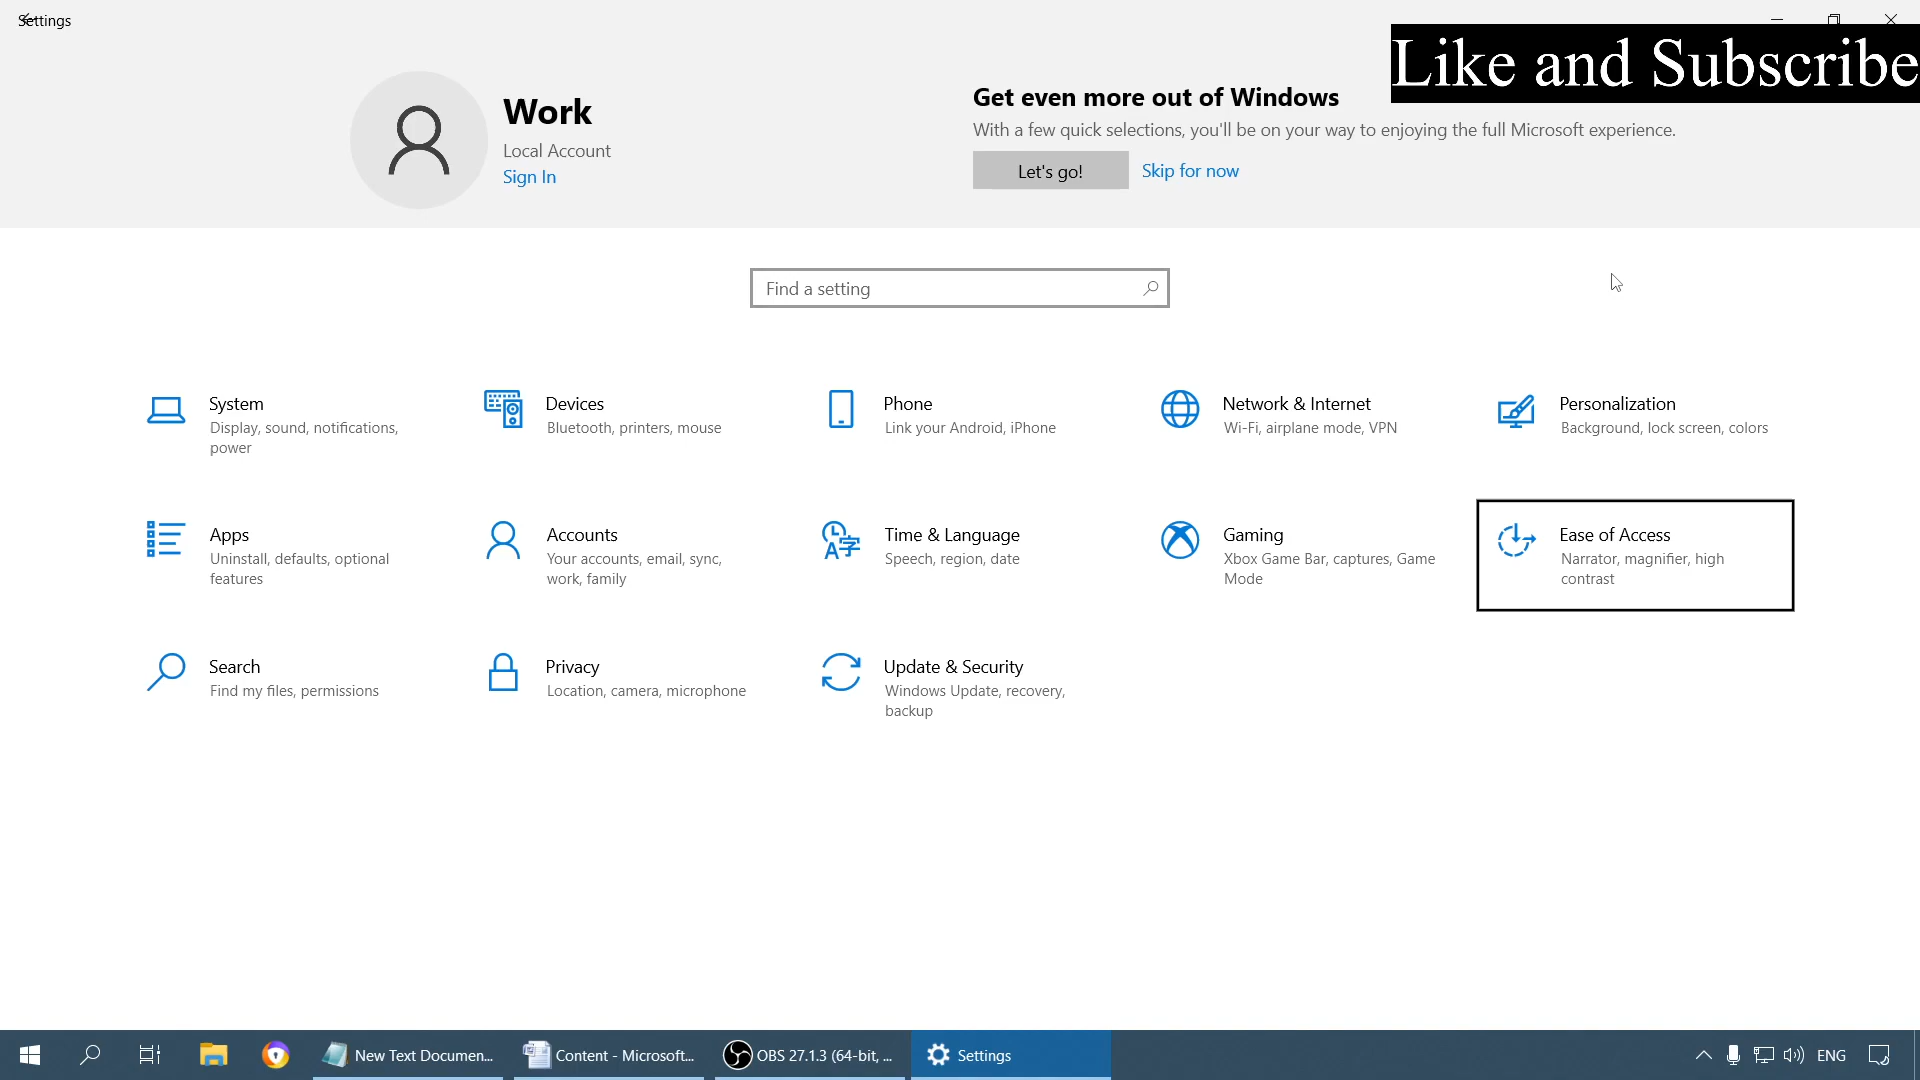 Settings
Like and Subscribe
Work
Local Account
Sign In
Get even more out of Windows
With a few quick selections, you'll be on your way to enjoying the full Microsoft experience.
Let's go!
Skip for now
Find a setting
System
Display, sound, notifications,
power
Devices
Bluetooth, printers, mouse
Phone
Link your Android, iPhone
Network & Internet
Wi-Fi, airplane mode, VPN
Personalization
Background, lock screen, colors
Apps
Uninstall, defaults, optional
features
Accounts
Your accounts, email, sync,
work, family
Time & Language
Speech, region, date
Gaming
Xbox Game Bar, captures, Game
Mode
Ease of Access
Narrator, magnifier, high
contrast
Search
Find my files, permissions
Privacy
Location, camera, microphone
Update & Security
Windows Update, recovery,
backup
New Text Documen...
Content - Microsoft...
OBS 27.1.3 (64-bit, ...
Settings
ENG